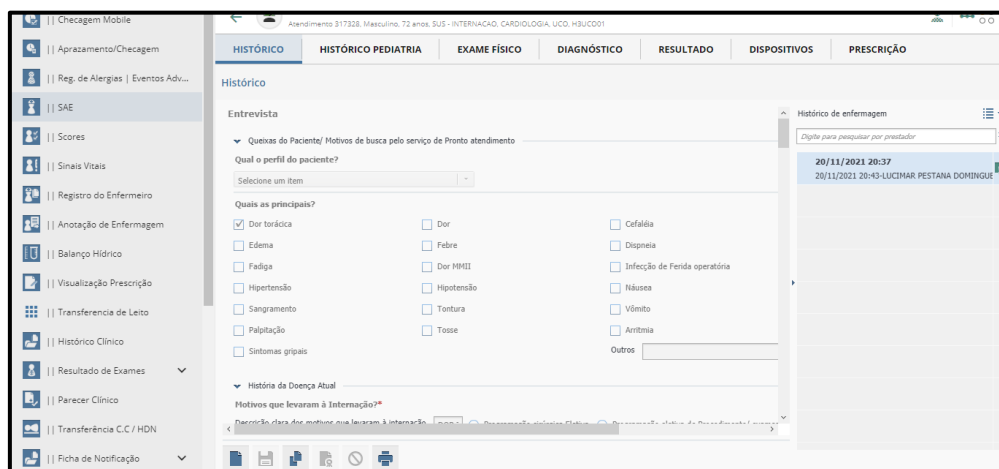 || Checagem Mobile
|| Aprazamento/Checagem
|| Reg. de Alergias | Eventos Adv...
|| SAE
|| Scores
|| Sinais Vitais
|| Registro do Enfermeiro
|| Anotação de Enfermagem
|| Balanço Hídrico
|| Visualização Prescrição
|| Transferencia de Leito
|| Histórico Clínico
|| Resultado de Exames
|| Parecer Clínico
|| Transferência C.C / HDN
|| Ficha de Notificação
Atendimento 317328, Masculino, 72 anos, SUS - INTERNACAO, CARDIOLOGIA, UCO, H3UCO01
HISTÓRICO HISTÓRICO PEDIATRIA EXAME FÍSICO DIAGNÓSTICO RESULTADO DISPOSITIVOS PRESCRIÇÃO
Histórico
Entrevista
Queixas do Paciente/ Motivos de busca pelo serviço de Pronto atendimento
Qual o perfil do paciente?
Selecione um item
Quais as principais?
Dor torácica Dor Cefaléia
Edema Febre Dispneia
Fadiga Dor MMII Infecção de Ferida operatória
Hipertensão Hipotensão Náusea
Sangramento Tontura Vômito
Palpitação Tosse Arritmia
Sintomas gripais Outros
História da Doença Atual
Motivos que levaram à Internação?*
Descrição clara dos motivos que levaram à internação
Histórico de enfermagem
Digite para pesquisar por prestador
20/11/2021 20:37
20/11/2021 20:43-LUCIMAR PESTANA DOMINGUE